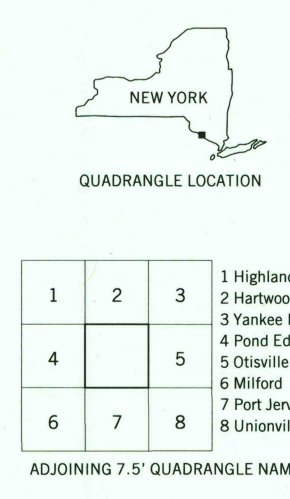 NEW YORK
QUADRANGLE LOCATION
1 2 3
4 5
6 7 8
1 Highland
2 Hartwoo
3 Yankee
4 Pond Ed
5 Otisville
6 Milford
7 Port Jerv
8 Unionvil
ADJOINING 7.5' QUADRANGLE NAM